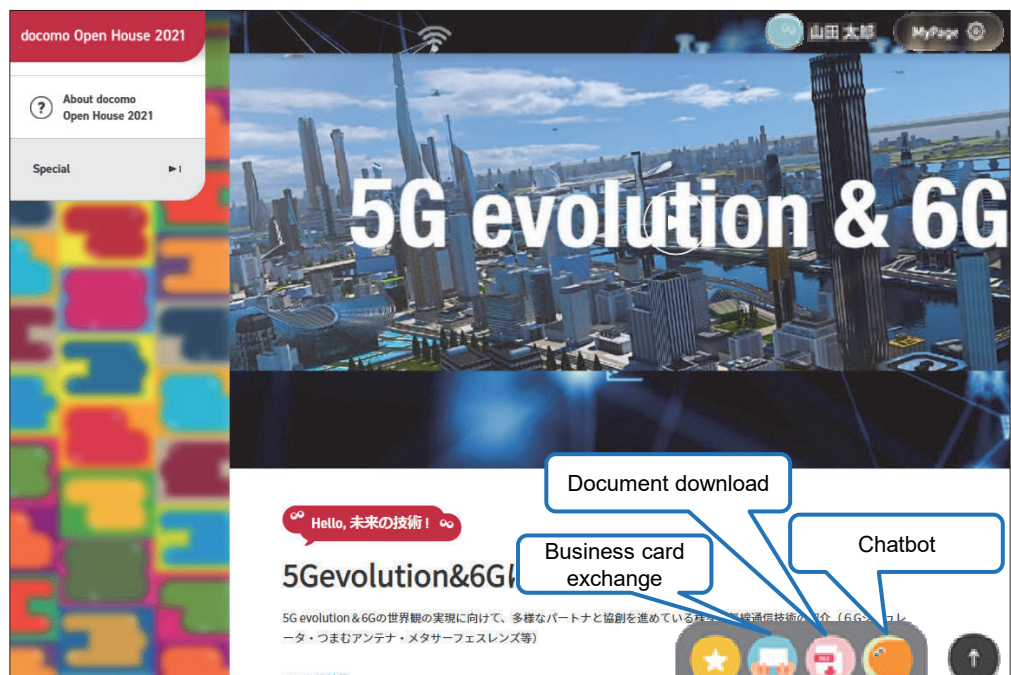 docomo Open House 2021
山田 太郎
MyPage
About docomo
Open House 2021
Special
5G evolution & 6G
Document download
Hello, 未来の技術!
Business card
exchange
Chatbot
5Gevolution&6G
5G evolution&6Gの世界観の実現に向けて、多様なパートナと協創を進めている
ータ・つまむアンテナ・メタサーフェスレンズ等)